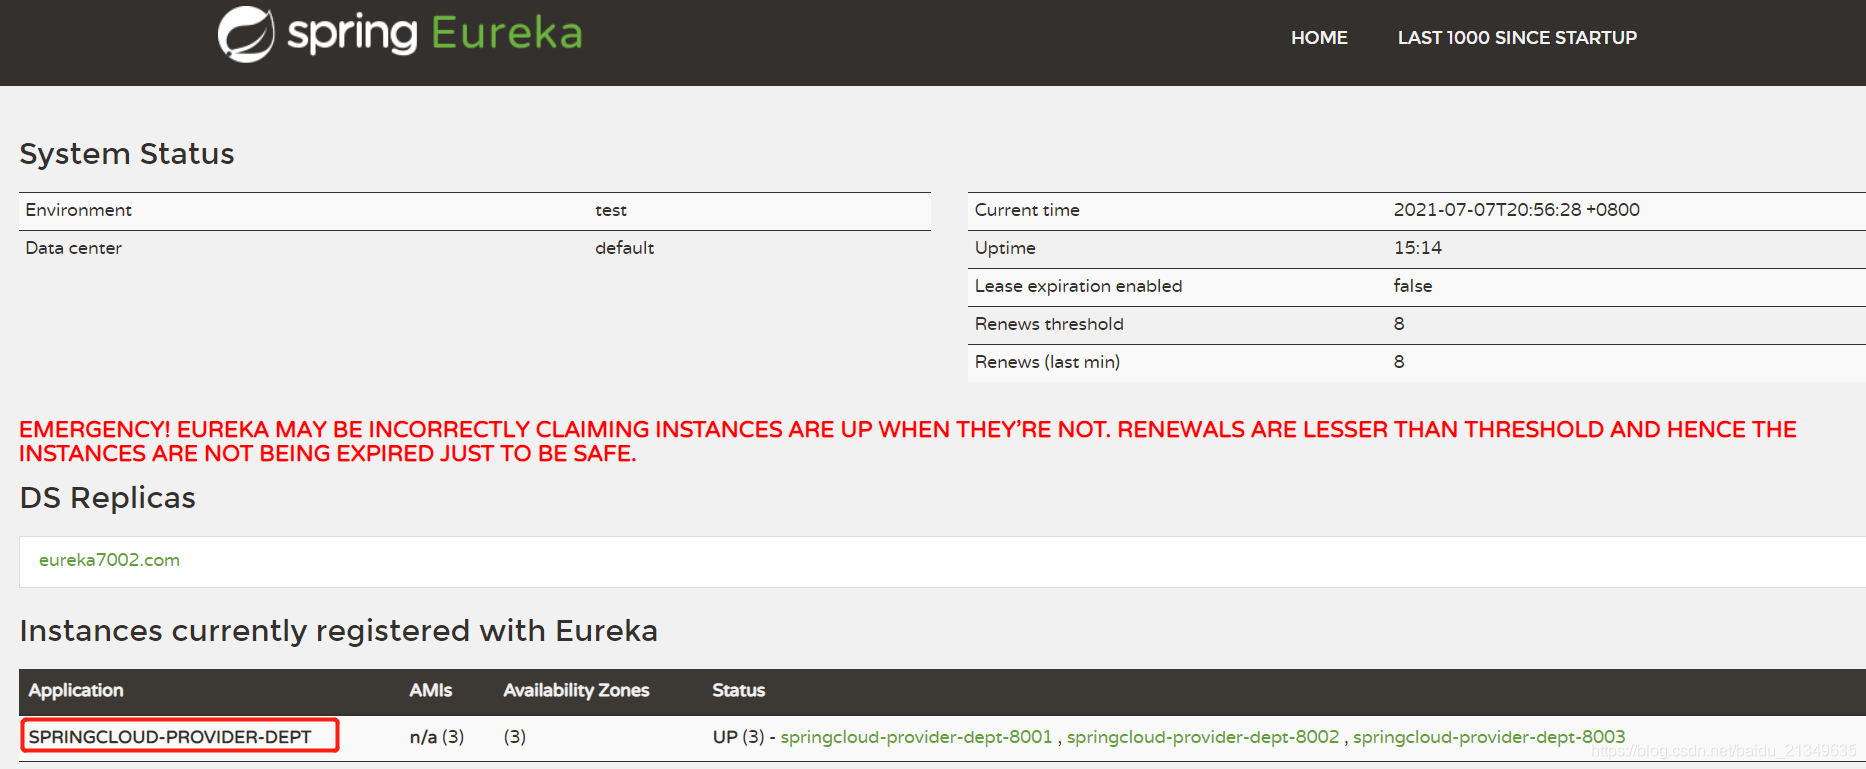 spring Eureka
HOME LAST 1000 SINCE STARTUP
System Status
Environment test
Data center default
Current time 2021-07-07T20:56:28 +0800
Uptime 15:14
Lease expiration enabled false
Renews threshold 8
Renews (last min) 8
EMERGENCY! EUREKA MAY BE INCORRECTLY CLAIMING INSTANCES ARE UP WHEN THEY'RE NOT. RENEWALS ARE LESSER THAN THRESHOLD AND HENCE THE
INSTANCES ARE NOT BEING EXPIRED JUST TO BE SAFE.
DS Replicas
eureka7002.com
Instances currently registered with Eureka
Application AMIs Availability Zones Status
SPRINGCLOUD-PROVIDER-DEPT n/a (3) (3) UP (3) - springcloud-provider-dept-8001 , springcloud-provider-dept-8002 , springcloud-provider-dept-8003
https://blog.csdn.net/baidu_21349635